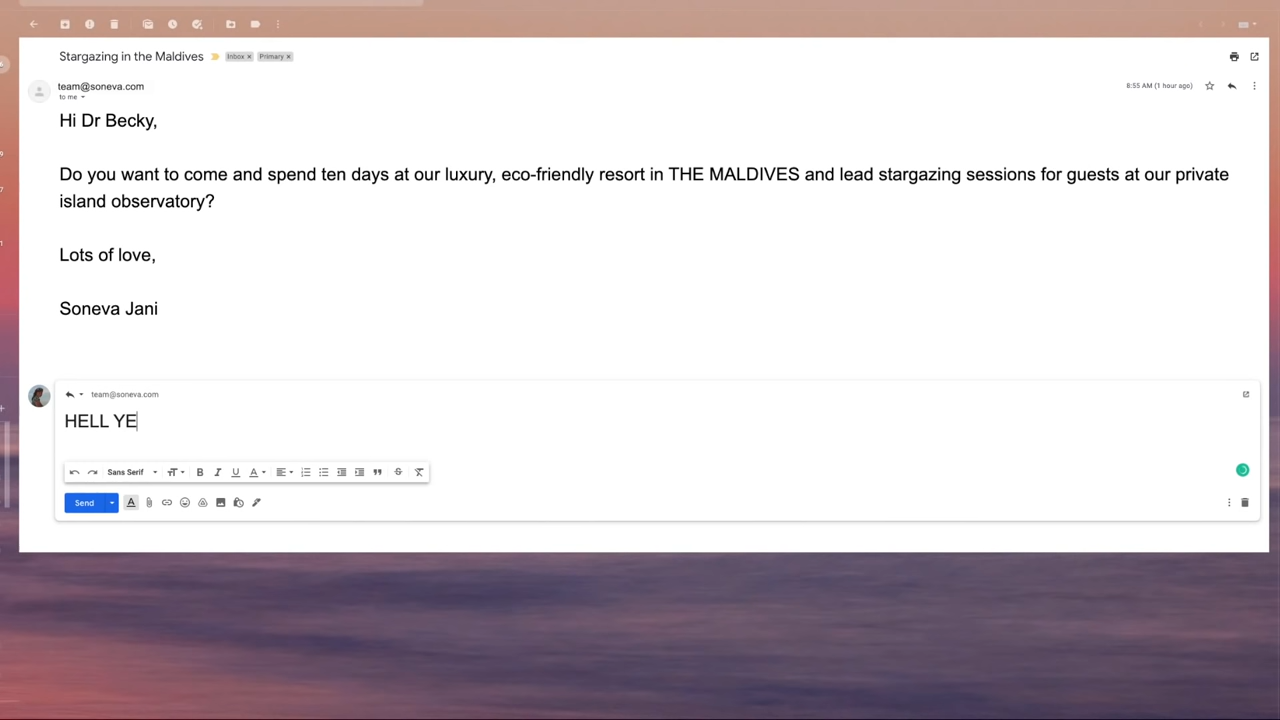 Stargazing in the Maldives Inbox × Primary ×
team@soneva.com 8:55 AM (1 hour ago)
to me
Hi Dr Becky,
Do you want to come and spend ten days at our luxury, eco-friendly resort in THE MALDIVES and lead stargazing sessions for guests at our private
island observatory?
Lots of love,
Soneva Jani
team@soneva.com
HELL YE
Sans Serif
Send